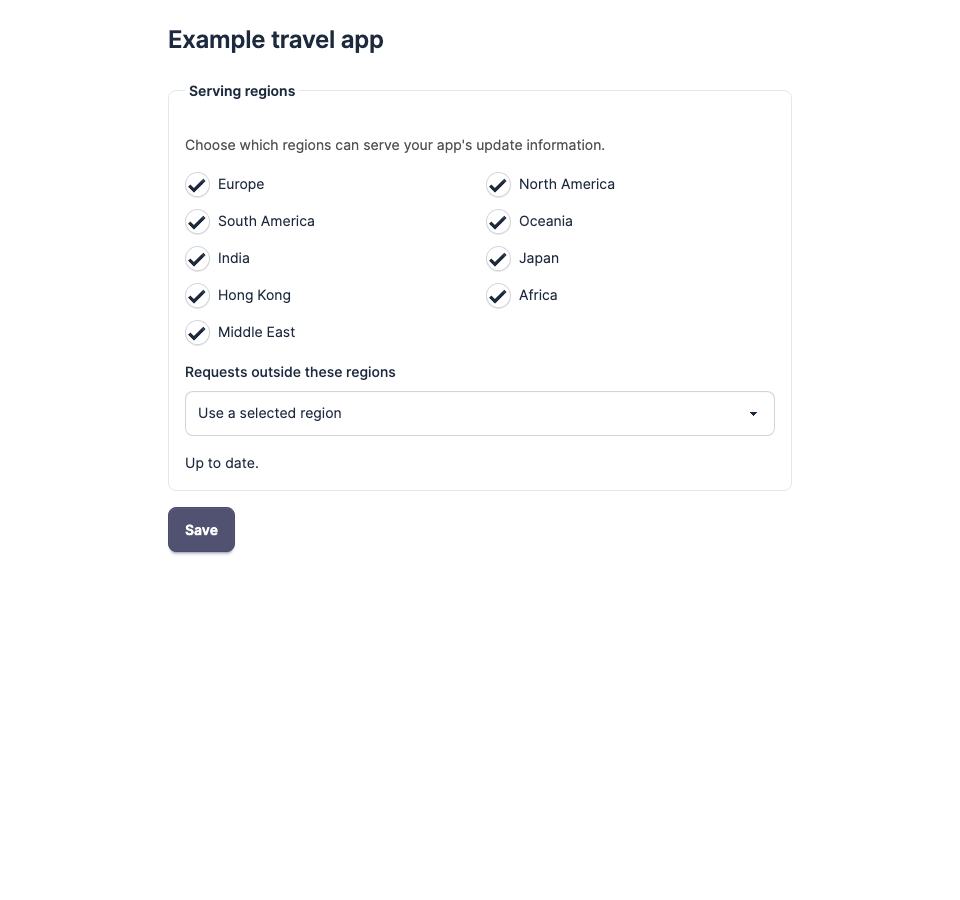 Example travel app
Serving regions
Choose which regions can serve your app's update information.
Europe
North America
South America
Oceania
India
Japan
Hong Kong
Africa
Middle East
Requests outside these regions
Use a selected region
Up to date.
Save